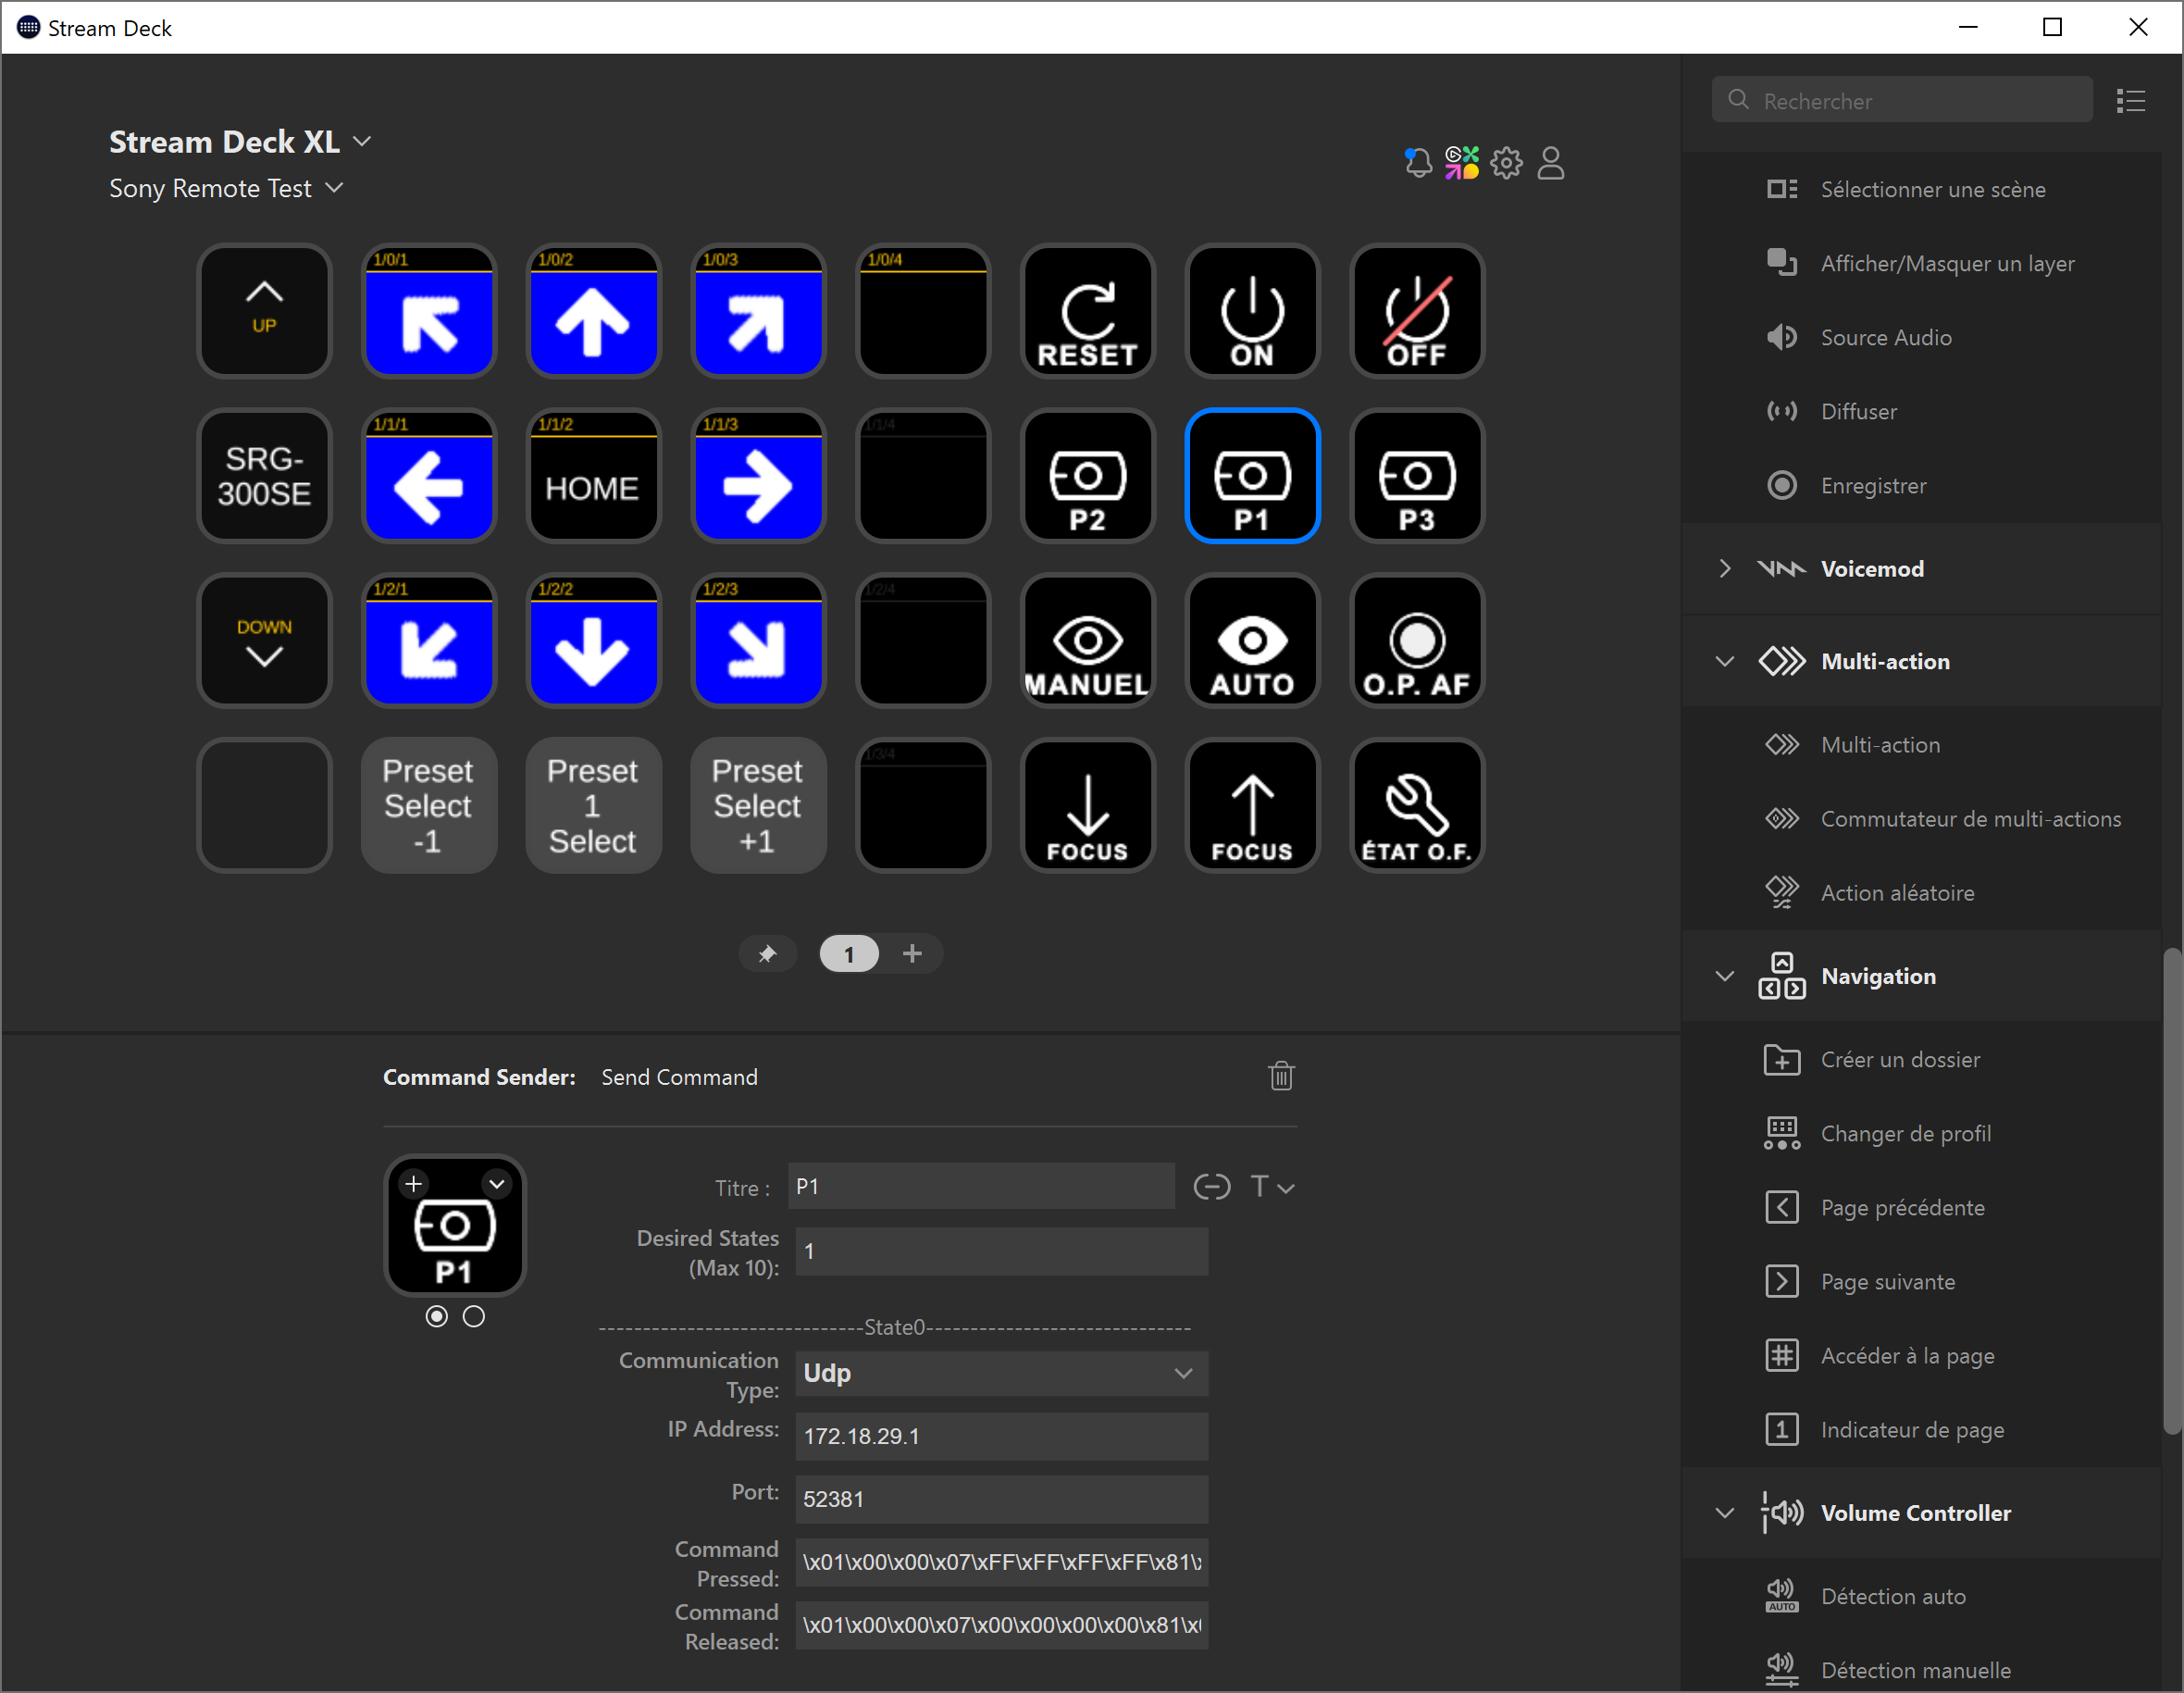 Stream Deck
Stream Deck XL
Sony Remote Test
UP
1/0/1
1/0/2
1/0/3
1/0/4
RESET
ON
OFF
SRG-
300SE
1/1/1
1/1/2
HOME
1/1/3
1/1/4
P2
P1
P3
DOWN
1/2/1
1/2/2
1/2/3
1/2/4
MANUEL
AUTO
O.P. AF
Preset
Select
-1
Preset
1
Select
Preset
Select
+1
1/3/4
FOCUS
FOCUS
ÉTAT O.F.
1
Command Sender: Send Command
P1
Titre : P1
T
Desired States
(Max 10): 1
----------------------------State0----------------------------
Communication
Type: Udp
IP Address: 172.18.29.1
Port: 52381
Command
Pressed: \x01\x00\x00\x07\xFF\xFF\xFF\xFF\x81\x
Command
Released: \x01\x00\x00\x07\x00\x00\x00\x00\x81\x
Rechercher
Sélectionner une scène
Afficher/Masquer un layer
Source Audio
Diffuser
Enregistrer
Voicemod
Multi-action
Multi-action
Commutateur de multi-actions
Action aléatoire
Navigation
Créer un dossier
Changer de profil
Page précédente
Page suivante
Accéder à la page
1 Indicateur de page
Volume Controller
AUTO Détection auto
Détection manuelle